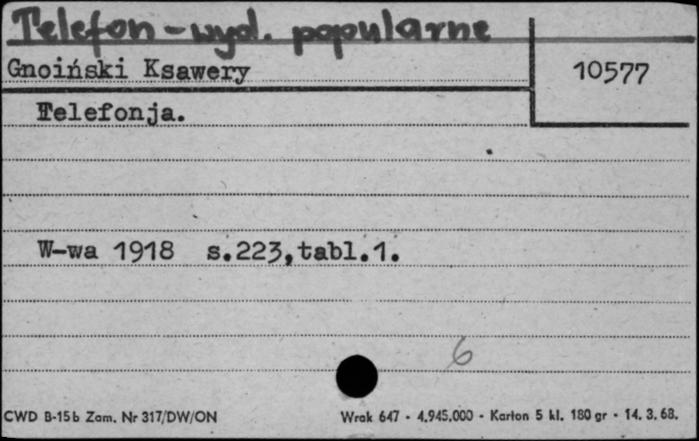 Telefon - wyd. popularne
Gnoiński Ksawery
10577
Telefonja.
W-wa 1918 s.223,tabl.1.
6
CWD B-15b Zam. Nr 317/DW/ON
Wrak 647 - 4.945.000 - Karton 5 kl. 180 gr - 14. 3. 68.